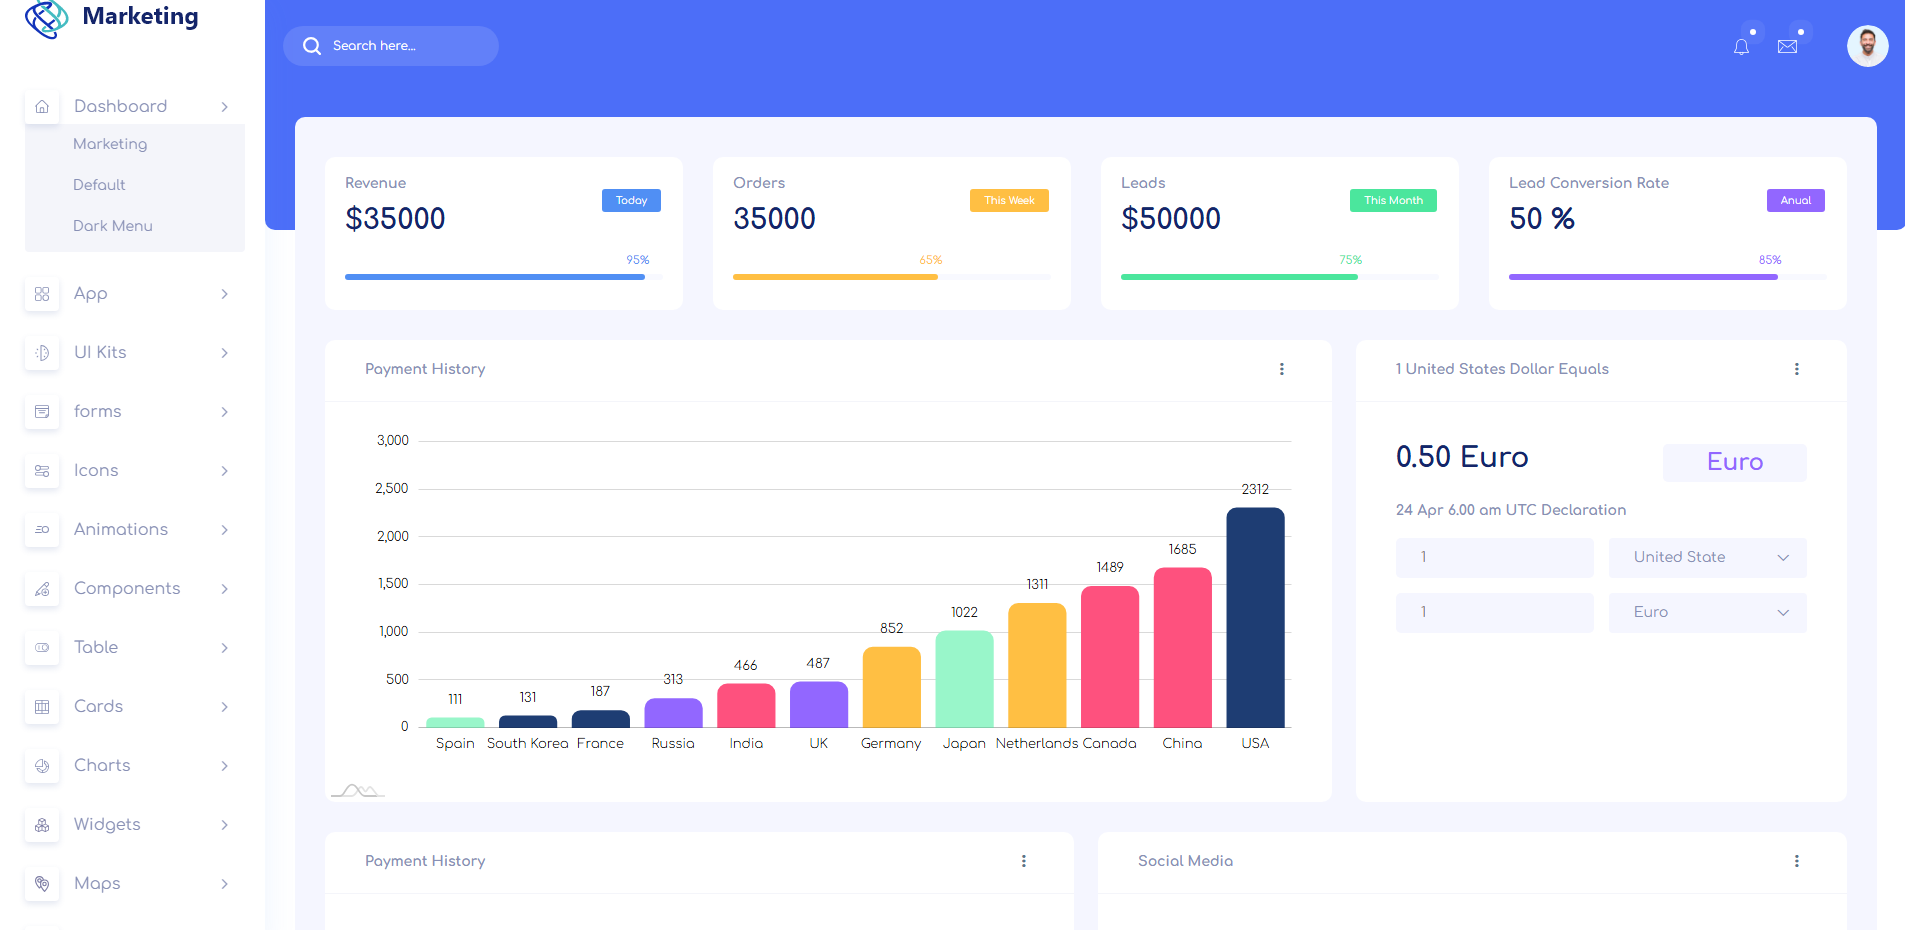 Marketing
Search here...
Dashboard
Marketing
Default
Dark Menu
App
UI Kits
forms
Icons
Animations
Components
Table
Cards
Charts
Widgets
Maps
Revenue
$35000
Today
95%
Orders
35000
This Week
65%
Leads
$50000
This Month
75%
Lead Conversion Rate
50 %
Anual
85%
Payment History
3,000
2,500
2,000
1,500
1,000
500
0
111
131
187
313
466
487
852
1022
1311
1489
1685
2312
Spain South Korea France Russia India UK Germany Japan Netherlands Canada China USA
1 United States Dollar Equals
0.50 Euro
Euro
24 Apr 6.00 am UTC Declaration
1 United State
1 Euro
Payment History
Social Media